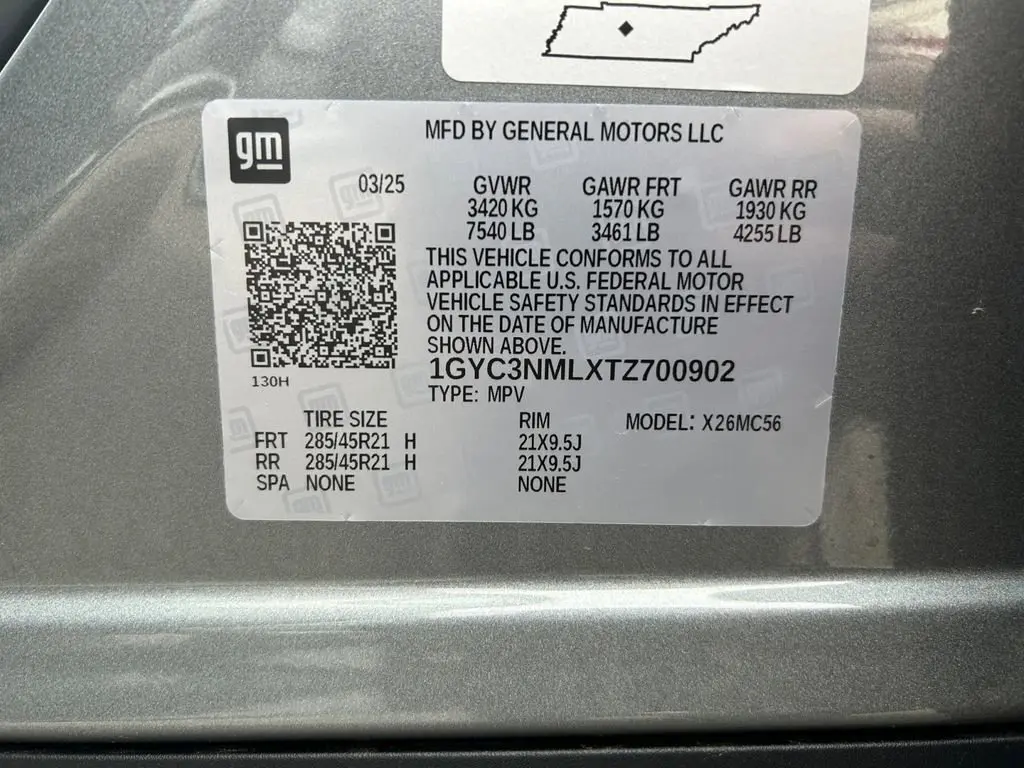 gm
MFD BY GENERAL MOTORS LLC
03/25 GVWR GAWR FRT GAWR RR
3420 KG 1570 KG 1930 KG
7540 LB 3461 LB 4255 LB
THIS VEHICLE CONFORMS TO ALL
APPLICABLE U.S. FEDERAL MOTOR
VEHICLE SAFETY STANDARDS IN EFFECT
ON THE DATE OF MANUFACTURE
SHOWN ABOVE.
1GYC3NMLXTZ700902
130H
TYPE: MPV
TIRE SIZE RIM MODEL: X26MC56
FRT 285/45R21 H 21X9.5J
RR 285/45R21 H 21X9.5J
SPA NONE NONE